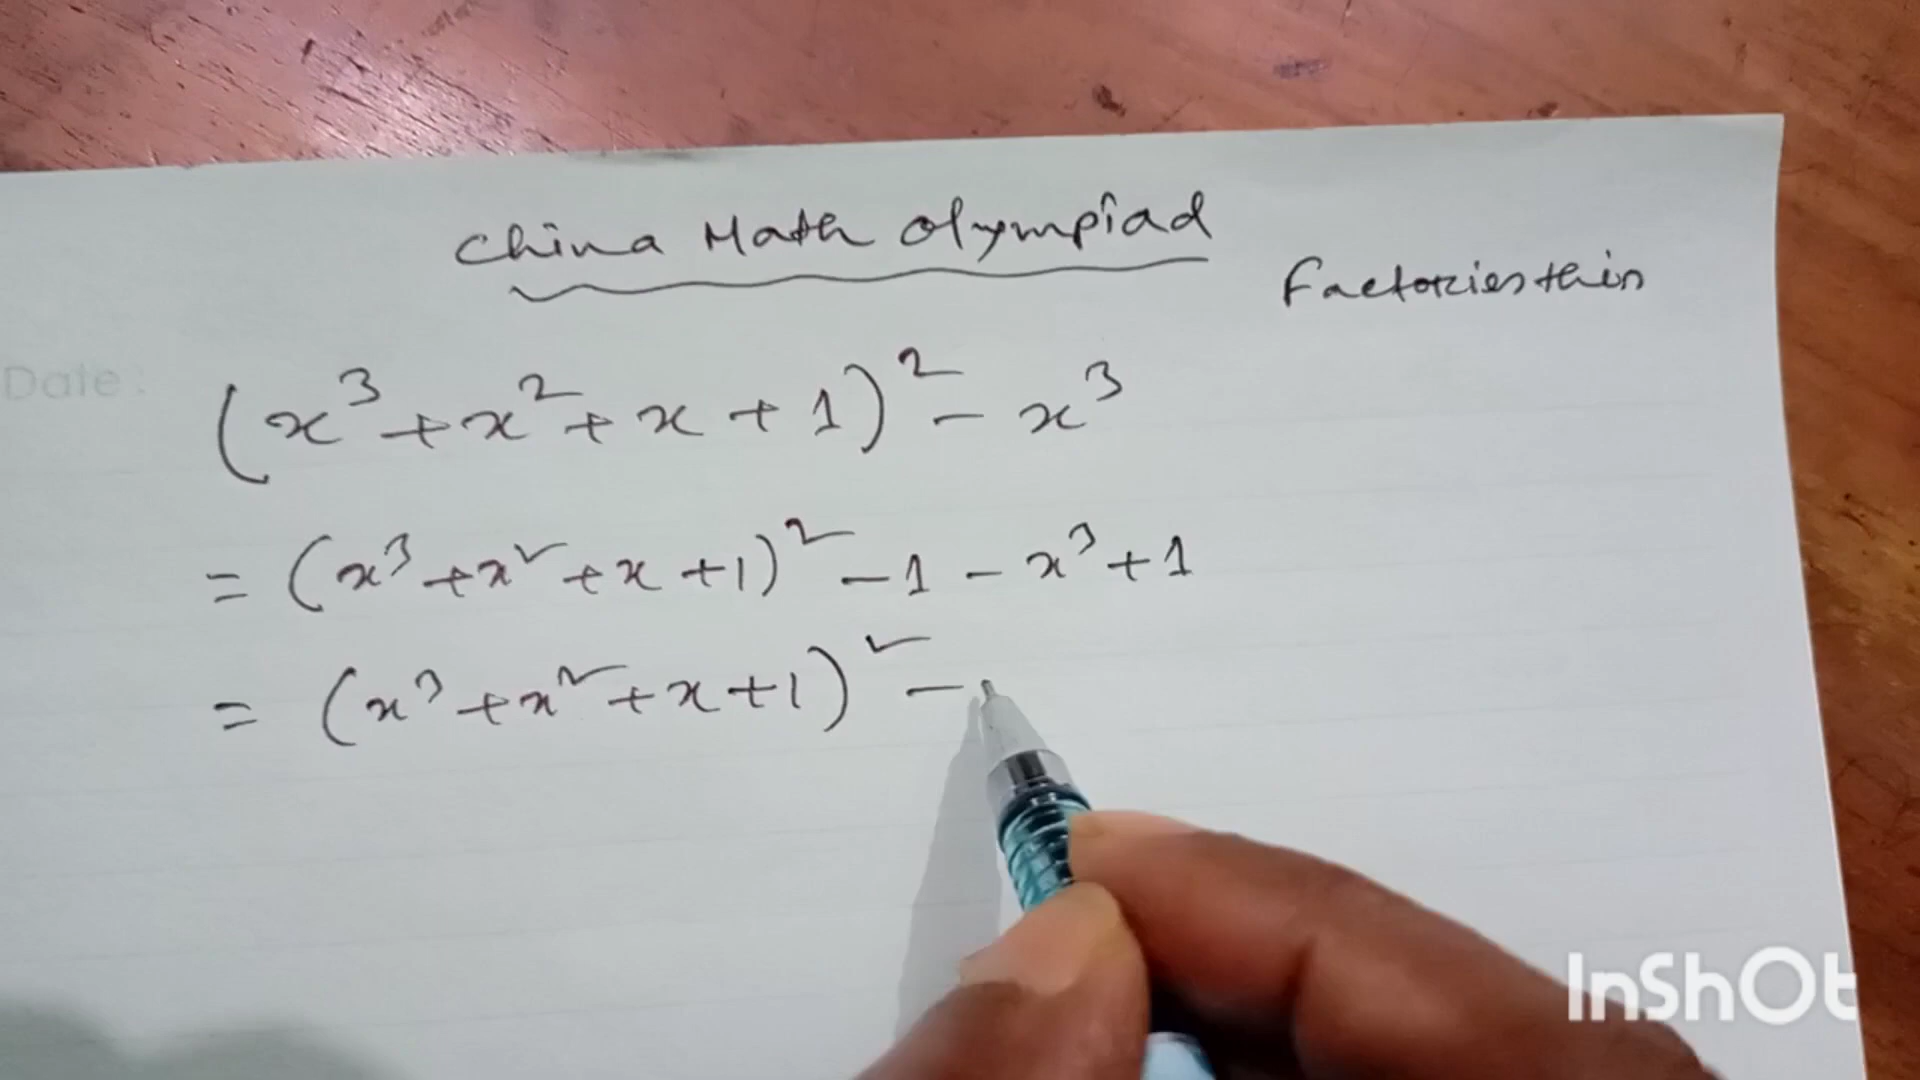 China Math Olympiad
Factories this
Date:
(x³+x²+x+1)²-x³
=(x³+x²+x+1)²-1-x³+1
=(x³+x²+x+1)²-
InShOt